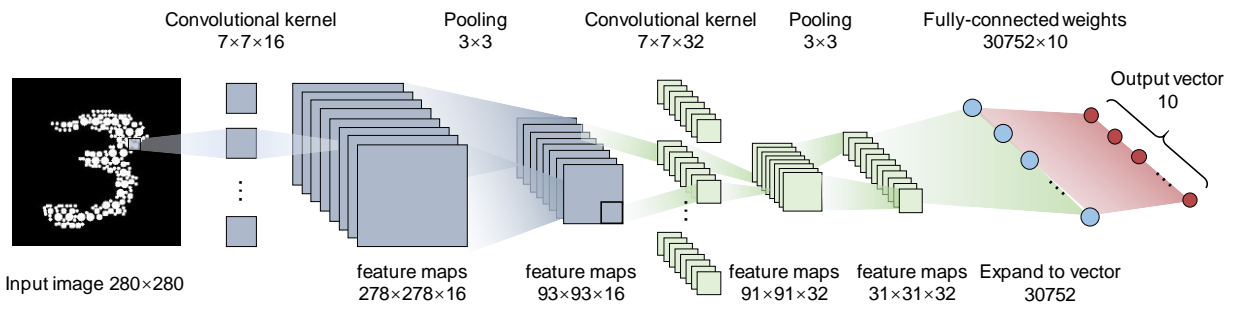 Convolutional kernel
7×7×16
Pooling
3×3
Convolutional kernel
7×7×32
Pooling
3×3
Fully-connected weights
30752×10
Output vector
10
Input image 280×280
feature maps
278×278×16
feature maps
93×93×16
feature maps
91×91×32
feature maps
31×31×32
Expand to vector
30752